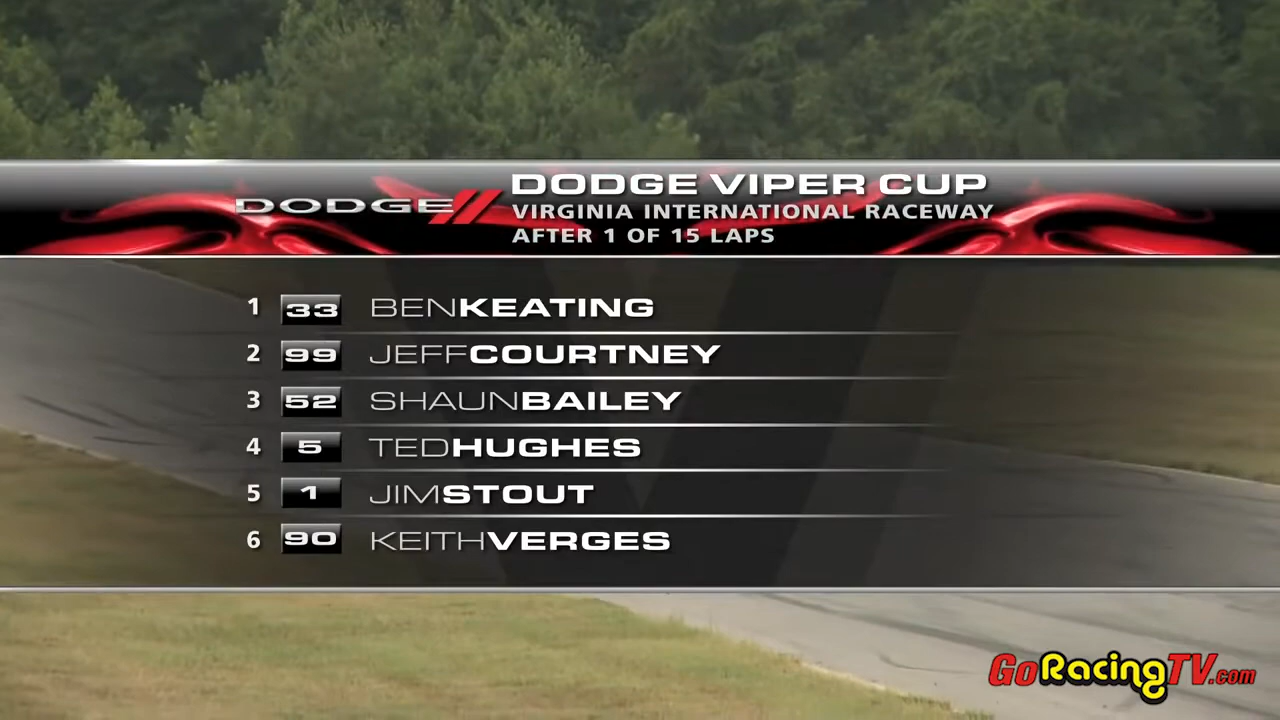 DODGE
DODGE VIPER CUP
VIRGINIA INTERNATIONAL RACEWAY
AFTER 1 OF 15 LAPS
1 33 BENKEATING
2 99 JEFFCOURTNEY
3 52 SHAUNBAILEY
4 5 TEDHUGHES
5 1 JIMSTOUT
6 90 KEITHVERGES
GoRacingTV.com